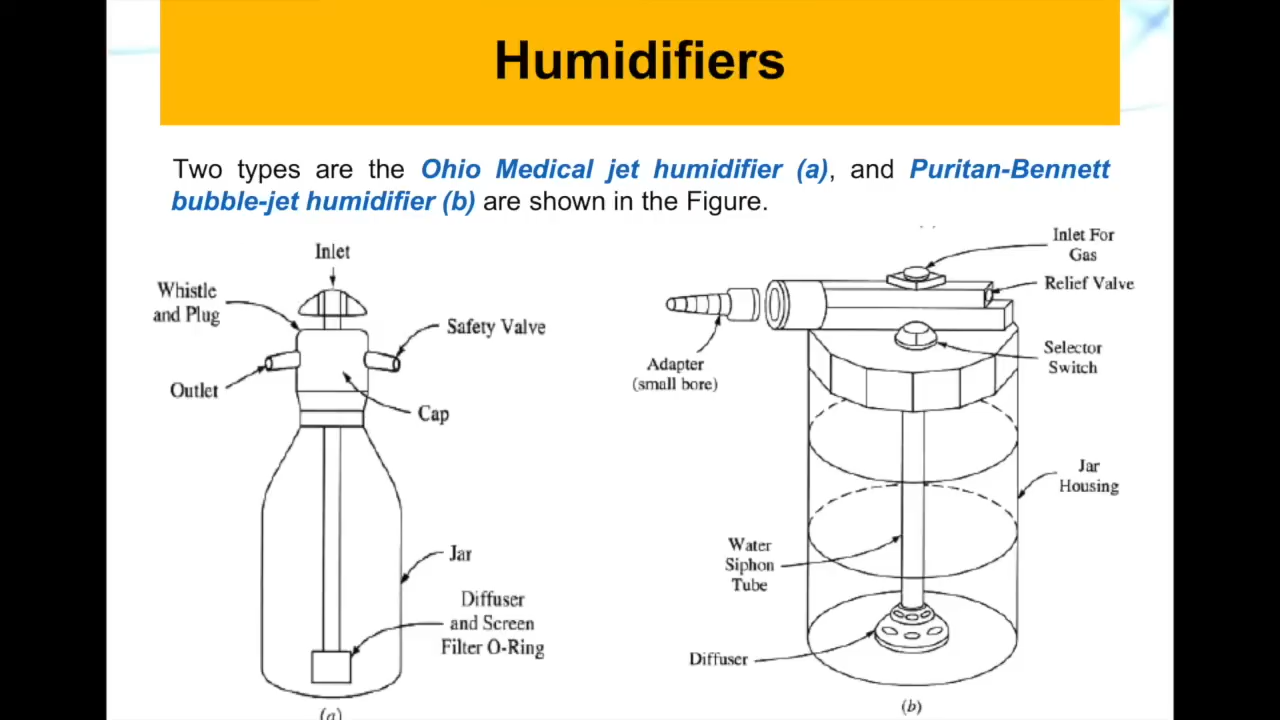 Humidifiers
Two types are the Ohio Medical jet humidifier (a), and Puritan-Bennett
bubble-jet humidifier (b) are shown in the Figure.
Inlet
Whistle
and Plug
Safety Valve
Outlet
Cap
Jar
Diffuser
and Screen
Filter O-Ring
(a)
Inlet For
Gas
Relief Valve
Adapter
(small bore)
Selector
Switch
Jar
Housing
Water
Siphon
Tube
Diffuser
(b)